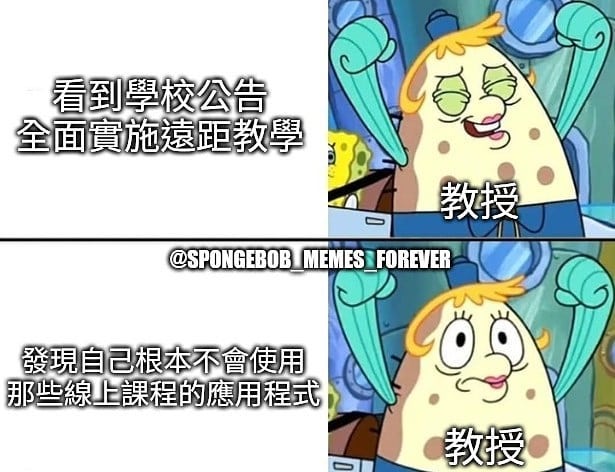 看到學校公告
全面實施遠距教學
教授
@SPONGEBOB_MEMES_FOREVER
發現自己根本不會使用
那些線上課程的應用程式
教授